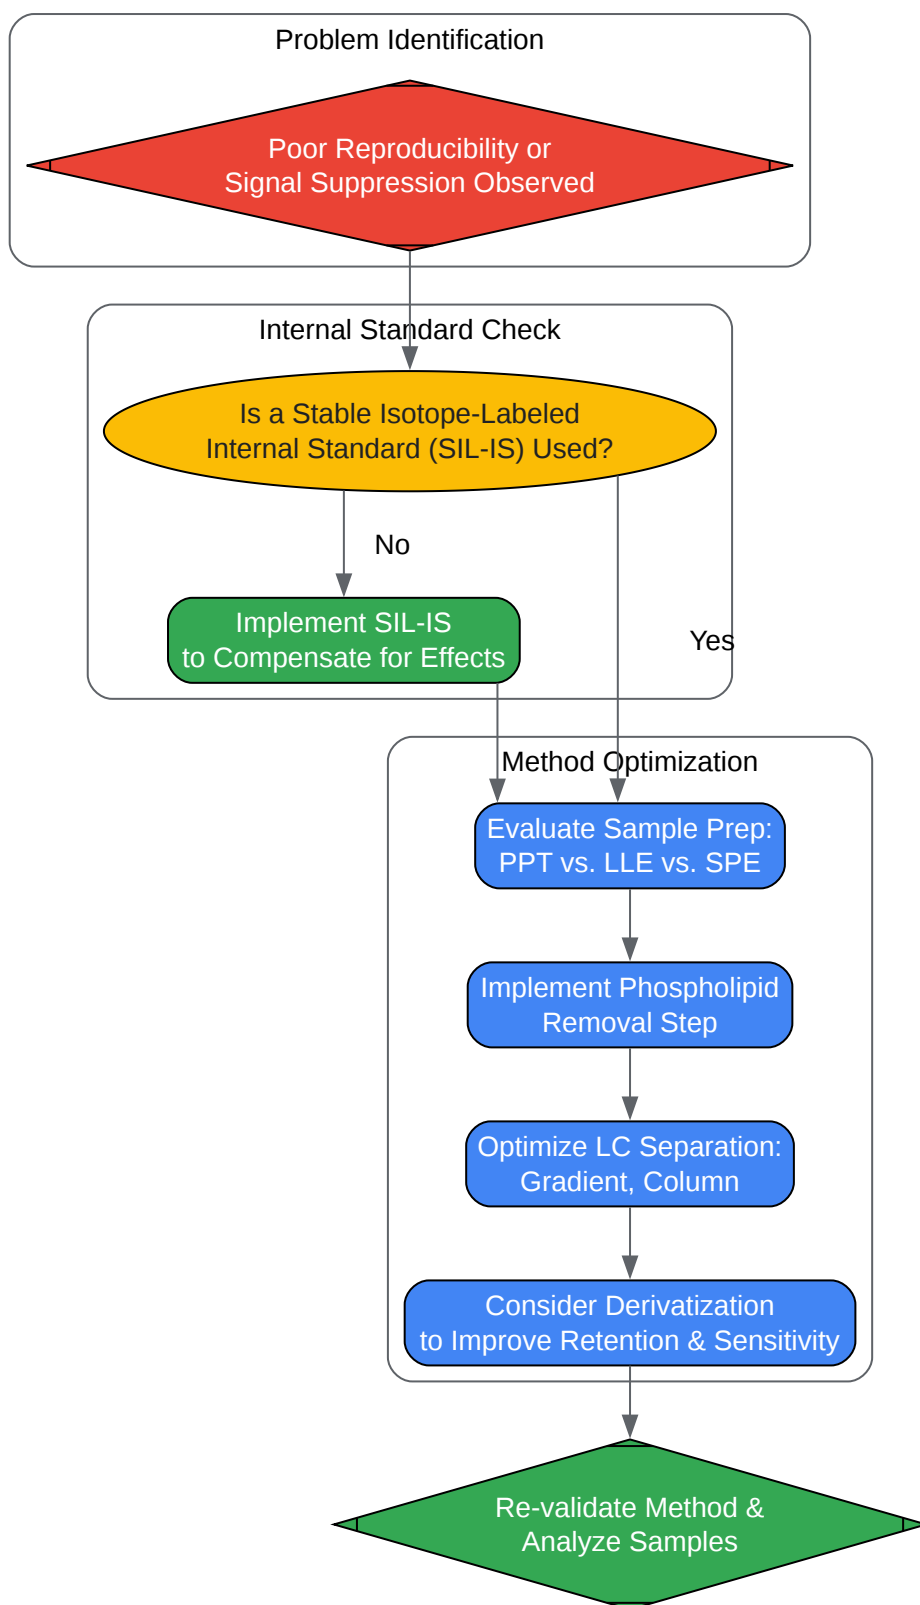 Problem Identification
Poor Reproducibility or
Signal Suppression Observed
Internal Standard Check
Is a Stable Isotope-Labeled
Internal Standard (SIL-IS) Used?
No
Implement SIL-IS
to Compensate for Effects
Yes
Method Optimization
Evaluate Sample Prep:
PPT vs. LLE vs. SPE
Implement Phospholipid
Removal Step
Optimize LC Separation:
Gradient, Column
Consider Derivatization
to Improve Retention & Sensitivity
Re-validate Method &
Analyze Samples